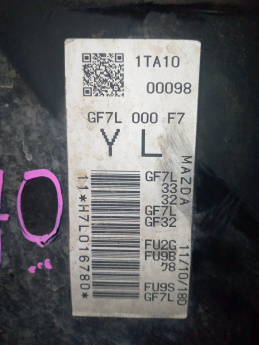 1TA10
00098
GF7L 000 F7
Y L
11*H7L016780*
GF7L
33
32
GF7L
GF32
FU2G
FU9B
78
FU9S
GF7L
MAZDA 11/10/18D